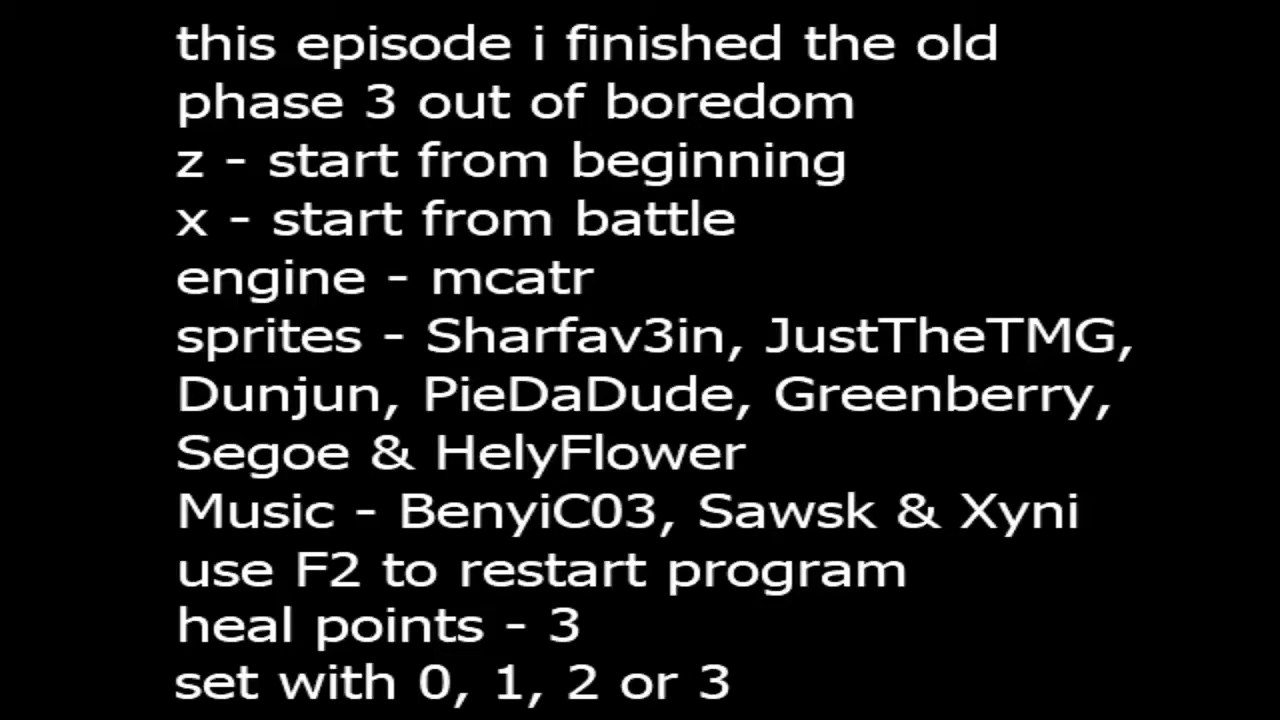 this episode i finished the old
phase 3 out of boredom
z - start from beginning
x - start from battle
engine - mcatr
sprites - Sharfav3in, JustTheTMG,
Dunjun, PieDaDude, Greenberry,
Segoe & HelyFlower
Music - BenyiC03, Sawsk & Xyni
use F2 to restart program
heal points - 3
set with 0, 1, 2 or 3